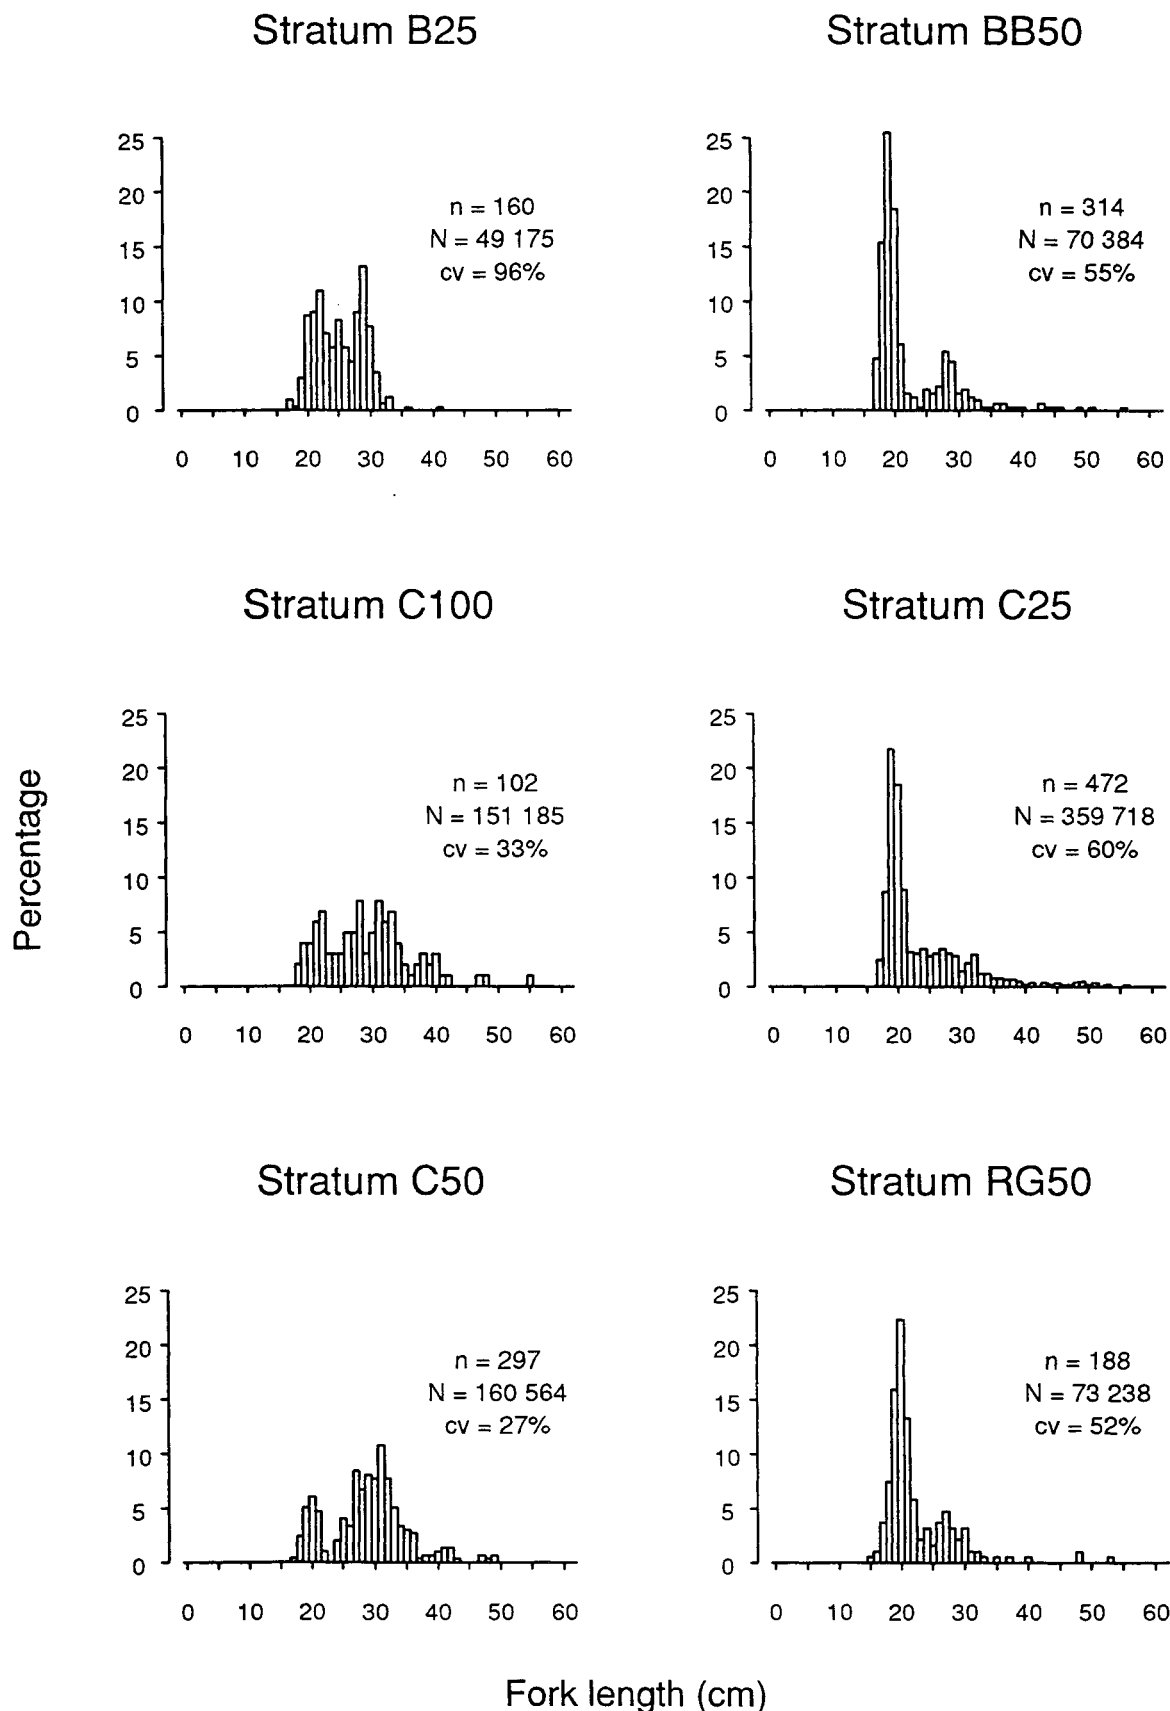 Stratum B25
25
20
15
10
5
0
n = 160
N = 49 175
cv = 96%
0 10 20 30 40 50 60
Stratum BB50
25
20
15
10
5
0
n = 314
N = 70 384
cv = 55%
0 10 20 30 40 50 60
Percentage
Stratum C100
25
20
15
10
5
0
n = 102
N = 151 185
cv = 33%
0 10 20 30 40 50 60
Stratum C25
25
20
15
10
5
0
n = 472
N = 359 718
cv = 60%
0 10 20 30 40 50 60
Stratum C50
25
20
15
10
5
0
n = 297
N = 160 564
cv = 27%
0 10 20 30 40 50 60
Stratum RG50
25
20
15
10
5
0
n = 188
N = 73 238
cv = 52%
0 10 20 30 40 50 60
Fork length (cm)